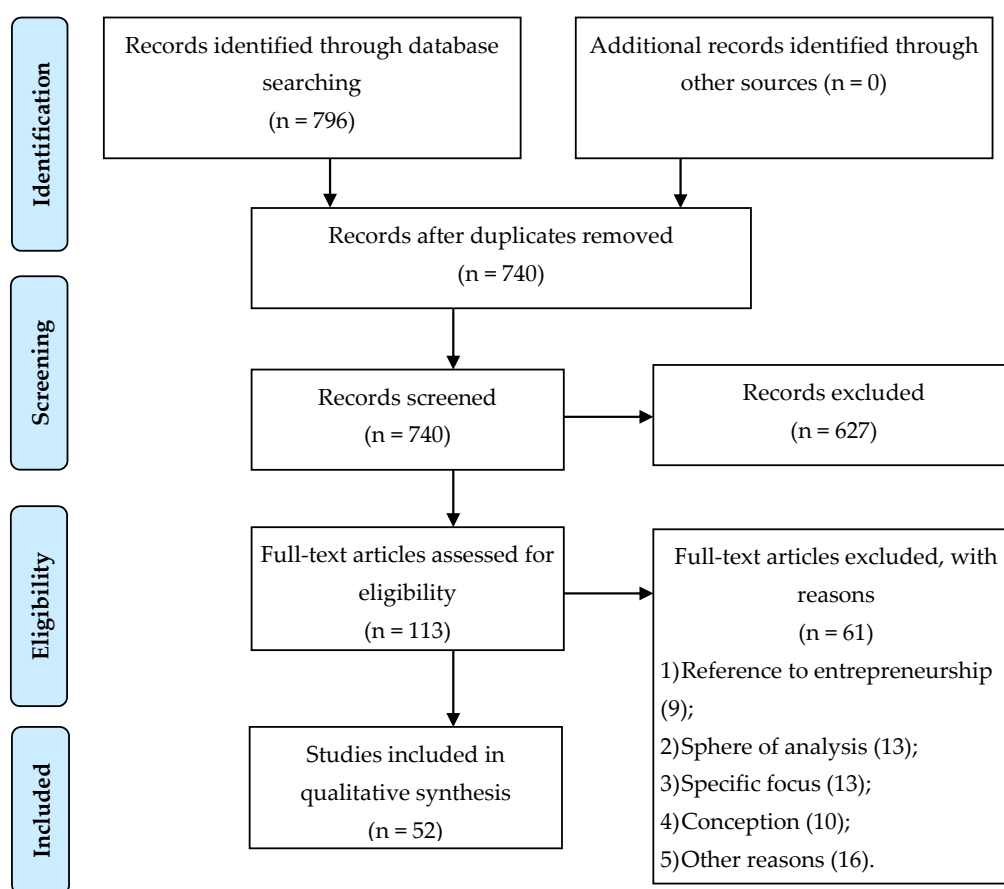 Identification
Records identified through database
searching
(n = 796)
Additional records identified through
other sources (n = 0)
Records after duplicates removed
(n = 740)
Screening
Records screened
(n = 740)
Records excluded
(n = 627)
Eligibility
Full-text articles assessed for
eligibility
(n = 113)
Full-text articles excluded, with
reasons
(n = 61)
1)Reference to entrepreneurship
(9);
2)Sphere of analysis (13);
3)Specific focus (13);
4)Conception (10);
5)Other reasons (16).
Included
Studies included in
qualitative synthesis
(n = 52)